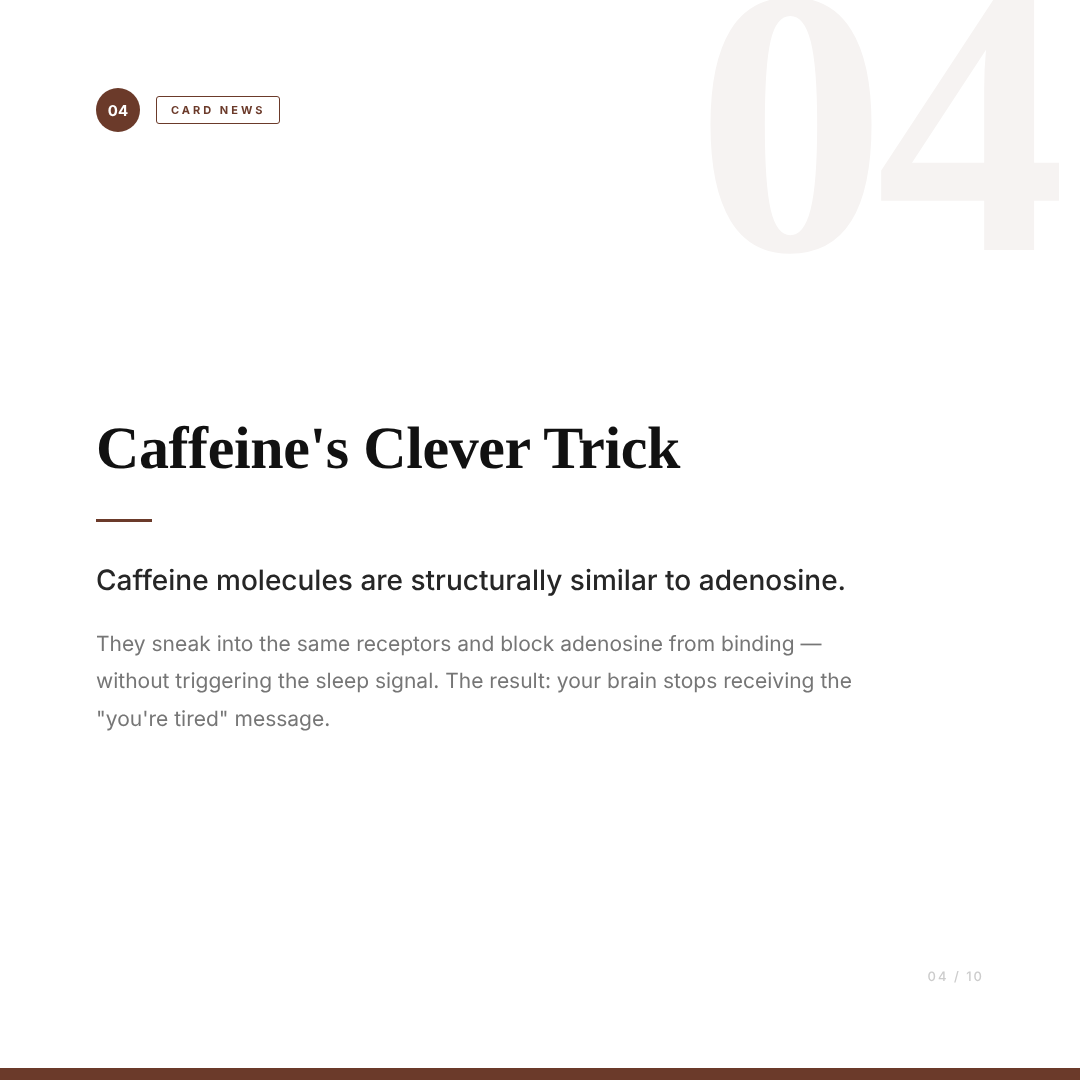 04
04
CARD NEWS
Caffeine's Clever Trick
Caffeine molecules are structurally similar to adenosine.
They sneak into the same receptors and block adenosine from binding —
without triggering the sleep signal. The result: your brain stops receiving the
"you're tired" message.
04 / 10